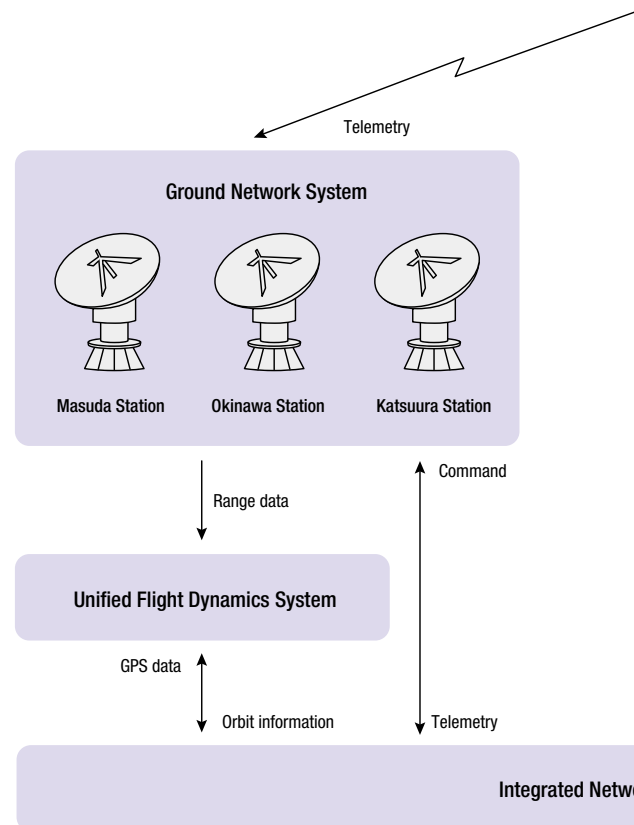 Telemetry
Ground Network System
Masuda Station
Okinawa Station
Katsuura Station
Command
Range data
Unified Flight Dynamics System
GPS data
Orbit information
Telemetry
Integrated